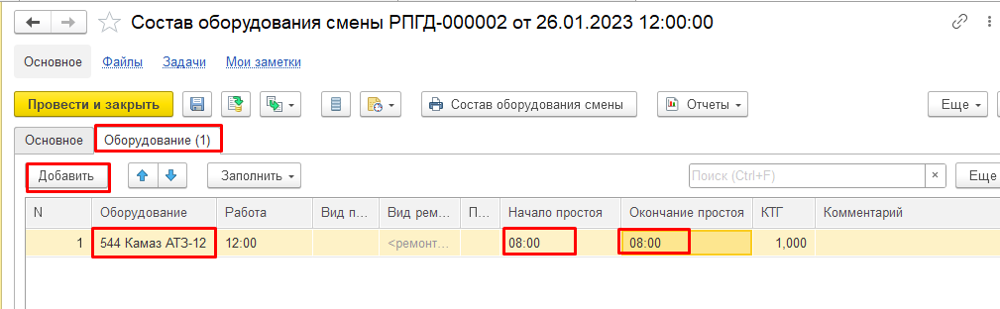 Состав оборудования смены РПГД-000002 от 26.01.2023 12:00:00
Основное Файлы Задачи Мои заметки
Провести и закрыть Состав оборудования смены Отчеты Еще
Основное Оборудование (1)
Добавить Заполнить Поиск (Ctrl+F) × Еще
N Оборудование Работа Вид п... Вид рем... П... Начало простоя Окончание простоя КТГ Комментарий
1 544 Камаз АТЗ-12 12:00 <ремонт... 08:00 08:00 1,000